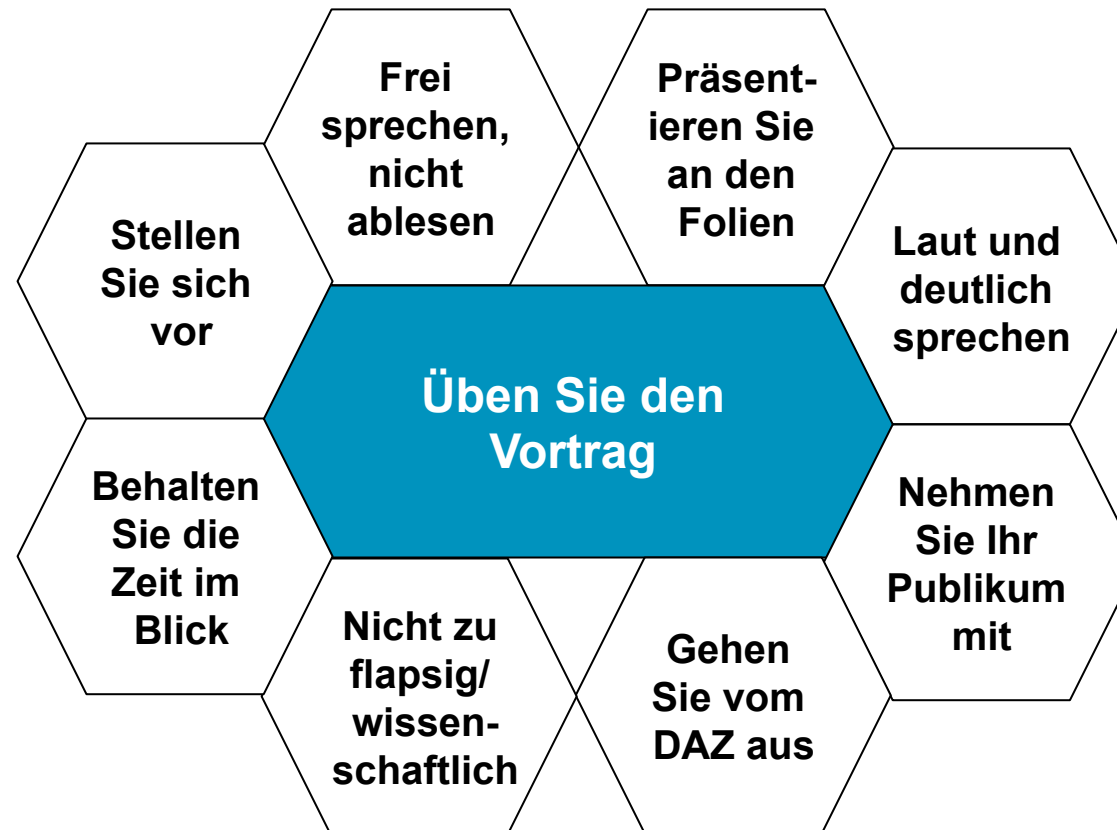 Frei
sprechen,
nicht
ablesen
Präsent-
ieren Sie
an den
Folien
Stellen
Sie sich
vor
Laut und
deutlich
sprechen
Üben Sie den
Vortrag
Behalten
Sie die
Zeit im
Blick
Nehmen
Sie Ihr
Publikum
mit
Nicht zu
flapsig/
wissen-
schaftlich
Gehen
Sie vom
DAZ aus